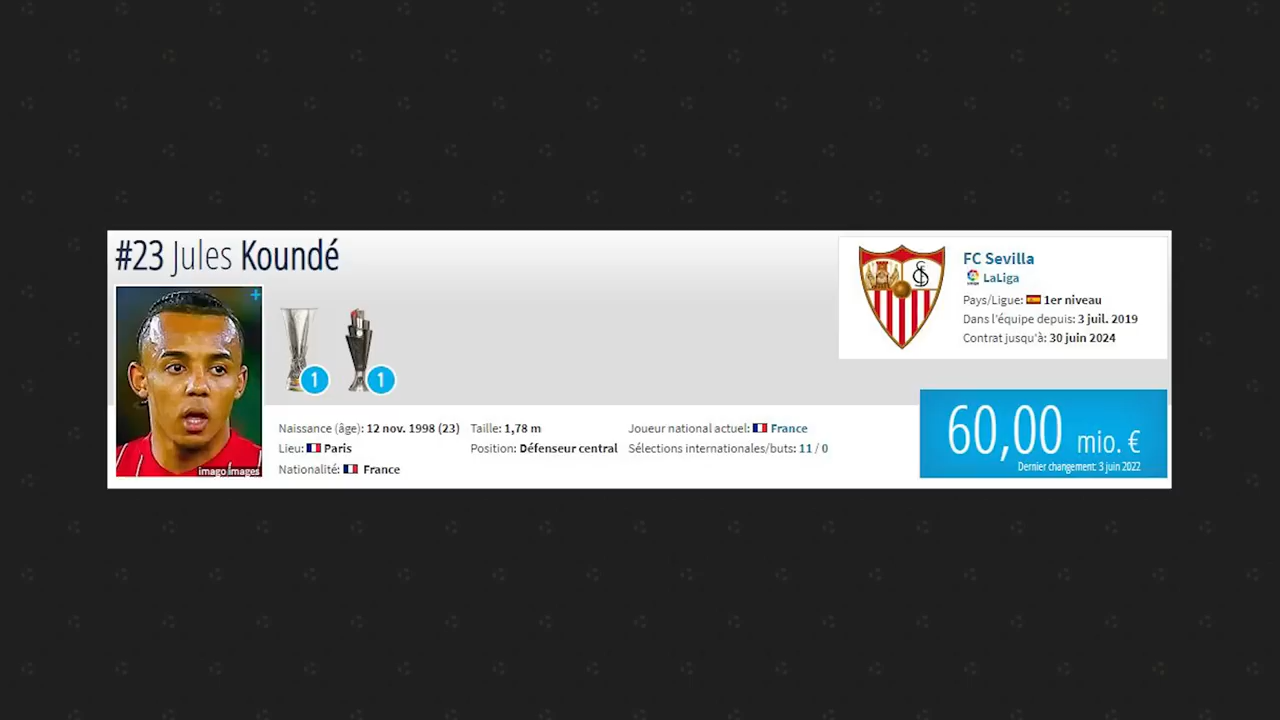 #23 Jules Koundé
FC Sevilla
LaLiga
Pays/Ligue: 1er niveau
Dans l'équipe depuis: 3 juil. 2019
Contrat jusqu'à: 30 juin 2024
+
1
1
imago images
Naissance (âge): 12 nov. 1998 (23)
Lieu: Paris
Nationalité: France
Taille: 1,78 m
Position: Défenseur central
Joueur national actuel: France
Sélections internationales/buts: 11 / 0
60,00 mio. €
Dernier changement: 3 juin 2022